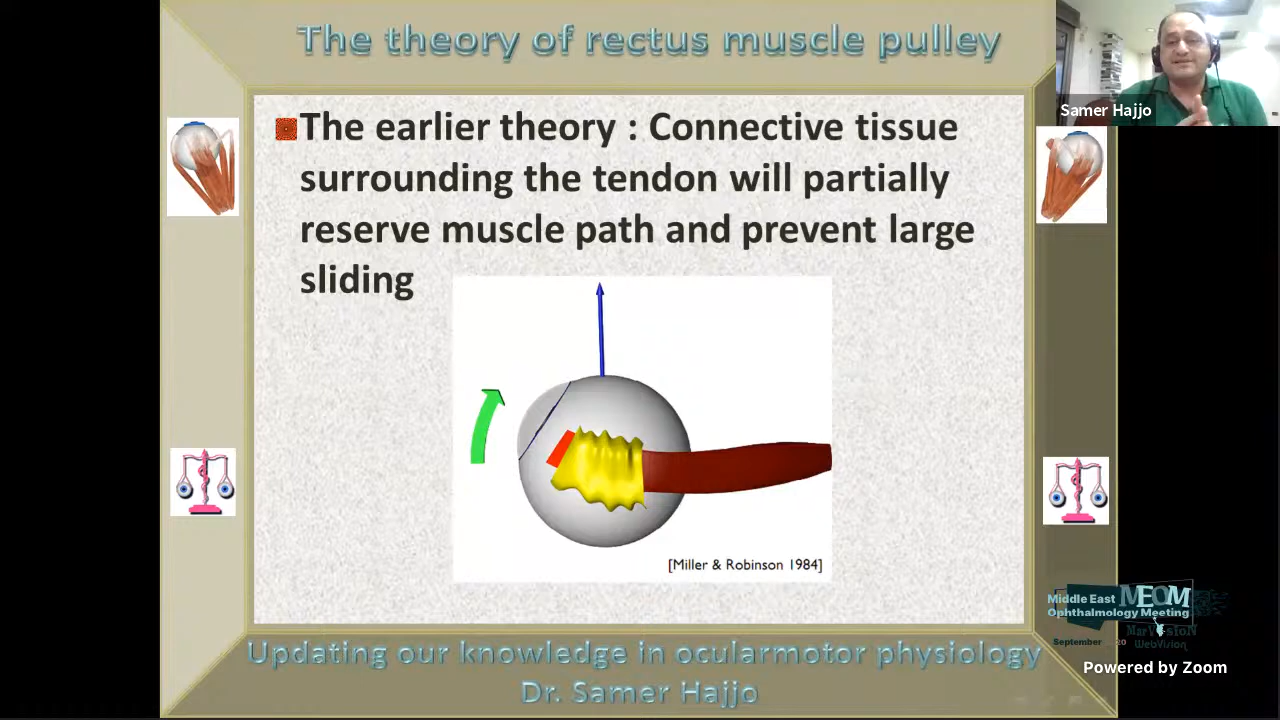 The theory of rectus muscle pulley
Samer Hajjo
The earlier theory : Connective tissue
surrounding the tendon will partially
reserve muscle path and prevent large
sliding
[Miller & Robinson 1984]
Middle East MEOM
Ophthalmology Meeting
September
WebVision
Powered by Zoom
Updating our knowledge in ocularmotor physiology
Dr. Samer Hajjo